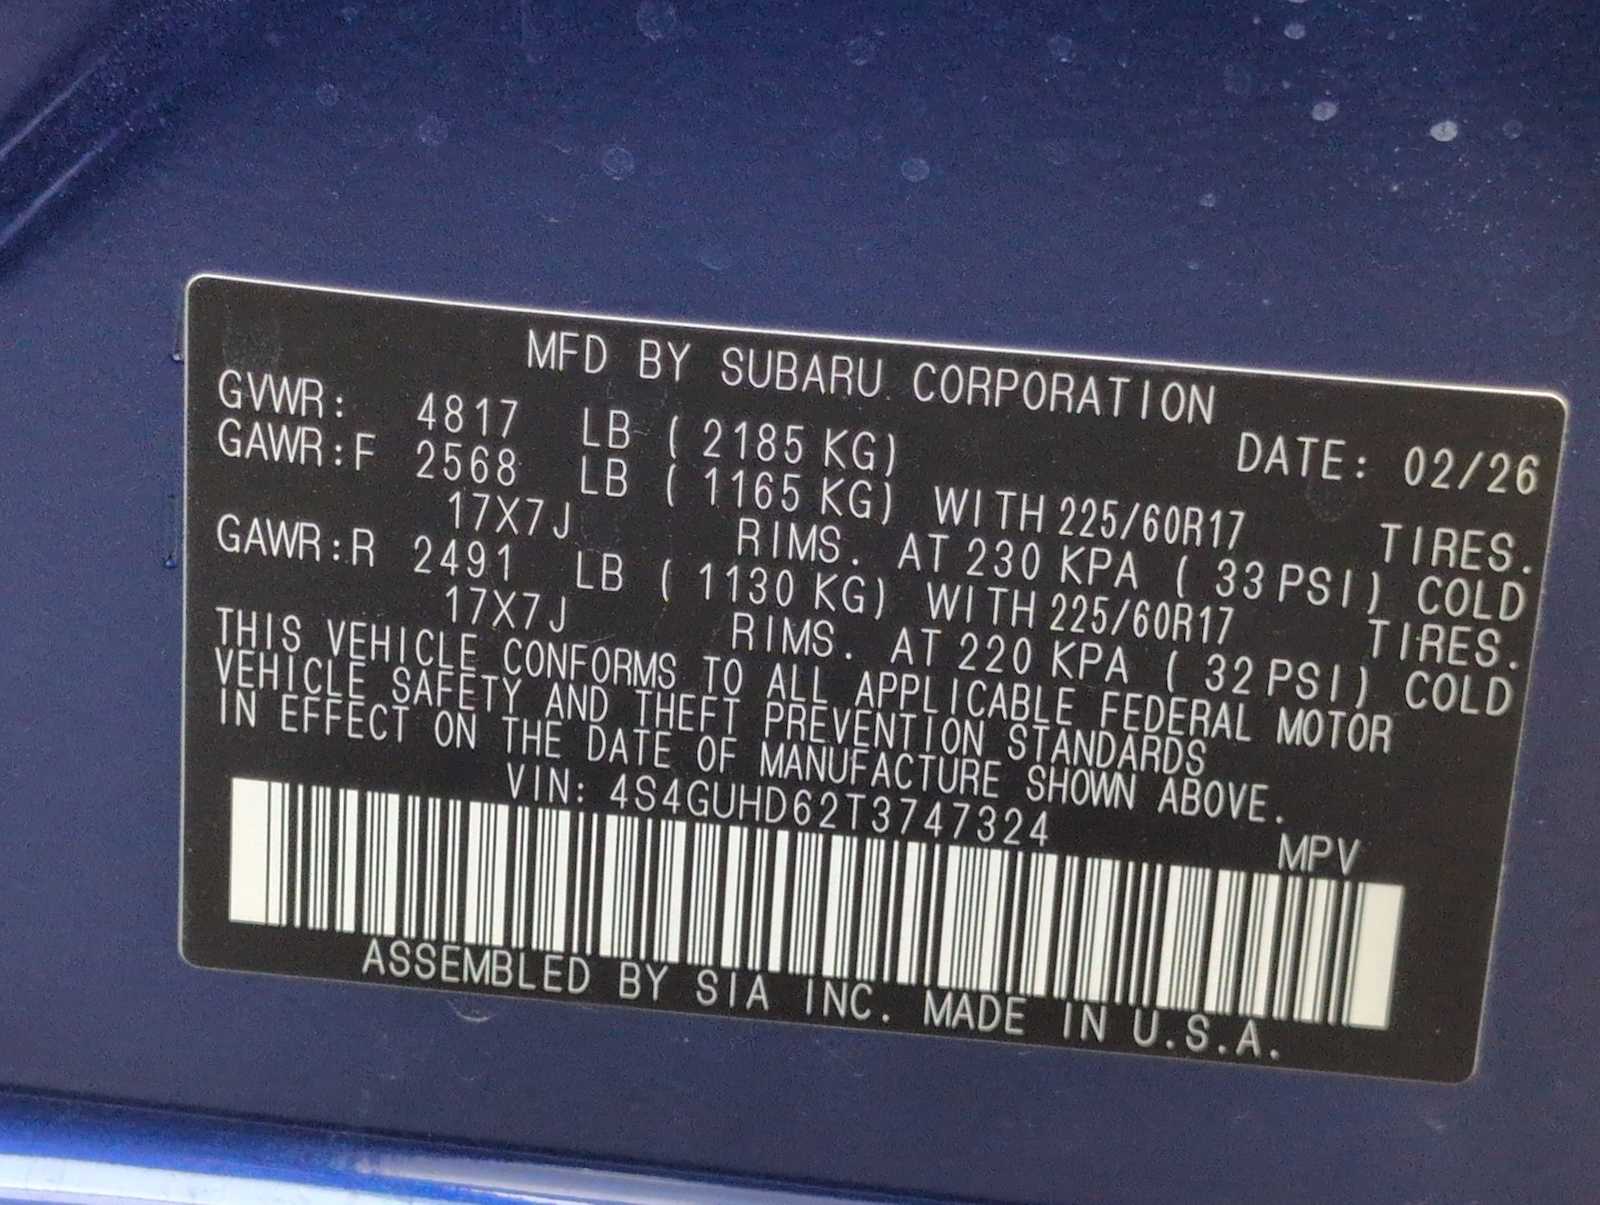 MFD BY SUBARU CORPORATION
GVWR: 4817 LB ( 2185 KG) DATE: 02/26
GAWR:F 2568 LB ( 1165 KG) WITH 225/60R17 TIRES.
17X7J RIMS. AT 230 KPA ( 33 PSI) COLD
GAWR:R 2491 LB ( 1130 KG) WITH 225/60R17 TIRES.
17X7J RIMS. AT 220 KPA ( 32 PSI) COLD
THIS VEHICLE CONFORMS TO ALL APPLICABLE FEDERAL MOTOR
VEHICLE SAFETY AND THEFT PREVENTION STANDARDS
IN EFFECT ON THE DATE OF MANUFACTURE SHOWN ABOVE.
VIN: 4S4GUHD62T3747324 MPV
ASSEMBLED BY SIA INC. MADE IN U.S.A.